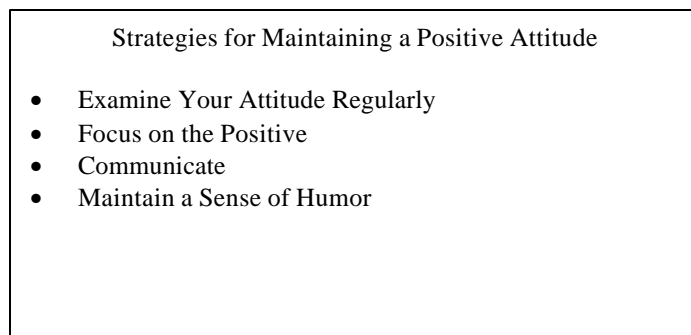 Strategies for Maintaining a Positive Attitude
• Examine Your Attitude Regularly
• Focus on the Positive
• Communicate
• Maintain a Sense of Humor